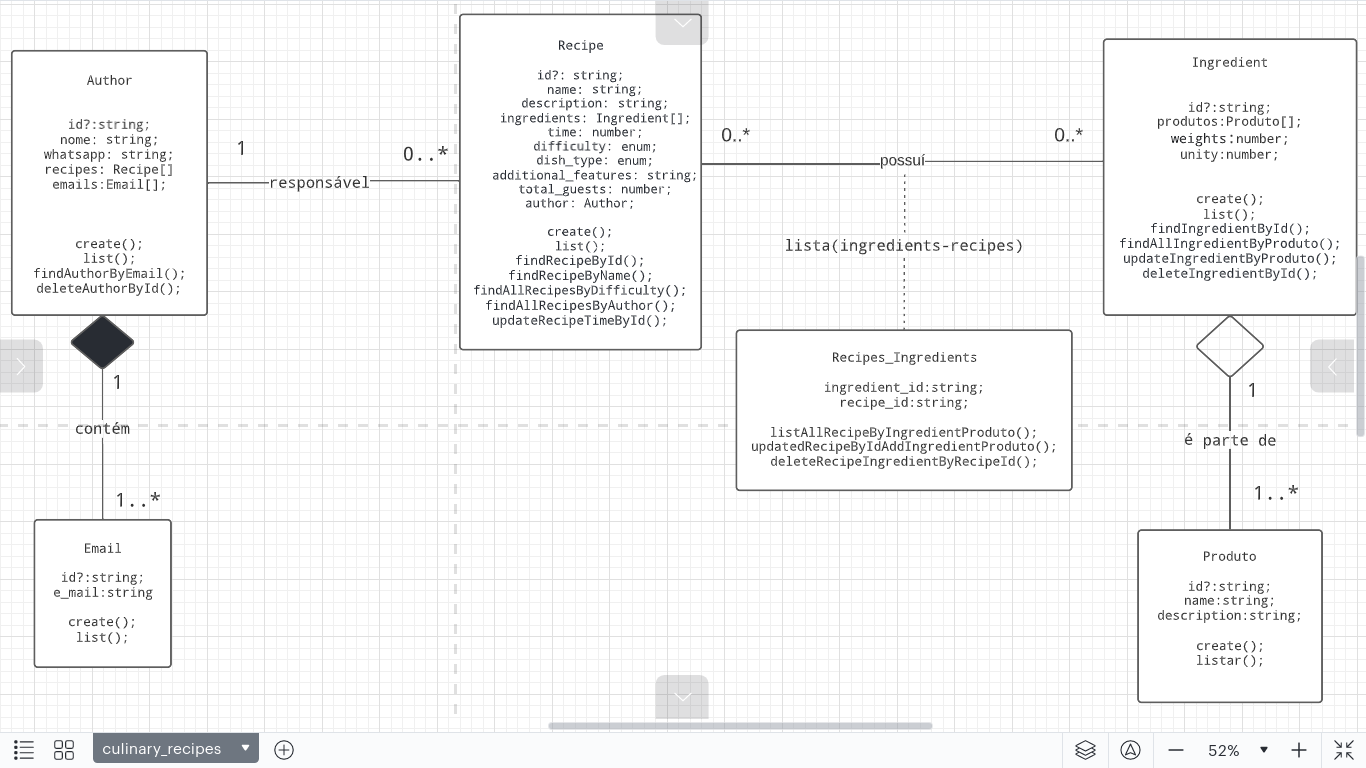 Author
id?:string;
nome: string;
whatsapp: string;
recipes: Recipe[]
emails:Email[];
create();
list();
findAuthorByEmail();
deleteAuthorById();
1
responsável
0..*
Recipe
id?: string;
name: string;
description: string;
ingredients: Ingredient[];
time: number;
difficulty: enum;
dish_type: enum;
additional_features: string;
total_guests: number;
author: Author;
create();
list();
findRecipeById();
findRecipeByName();
findAllRecipesByDifficulty();
findAllRecipesByAuthor();
updateRecipeTimeById();
0..*
possuí
0..*
lista(ingredients-recipes)
Ingredient
id?:string;
produtos:Produto[];
weights:number;
unity:number;
create();
list();
findIngredientById();
findAllIngredientByProduto();
updateIngredientByProduto();
deleteIngredientById();
Recipes_Ingredients
ingredient_id:string;
recipe_id:string;
listAllRecipeByIngredientProduto();
updatedRecipeByIdAddIngredientProduto();
deleteRecipeIngredientByRecipeId();
1
contém
1..*
Email
id?:string;
e_mail:string
create();
list();
1
é parte de
1..*
Produto
id?:string;
name:string;
description:string;
create();
listar();
culinary_recipes
52%